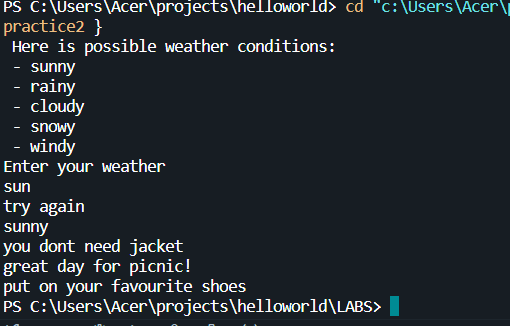 PS C:\Users\Acer\projects\helloworld> cd "c:\Users\Acer\
practice2 }
 Here is possible weather conditions:
 - sunny
 - rainy
 - cloudy
 - snowy
 - windy
Enter your weather
sun
try again
sunny
you dont need jacket
great day for picnic!
put on your favourite shoes
PS C:\Users\Acer\projects\helloworld\LABS>